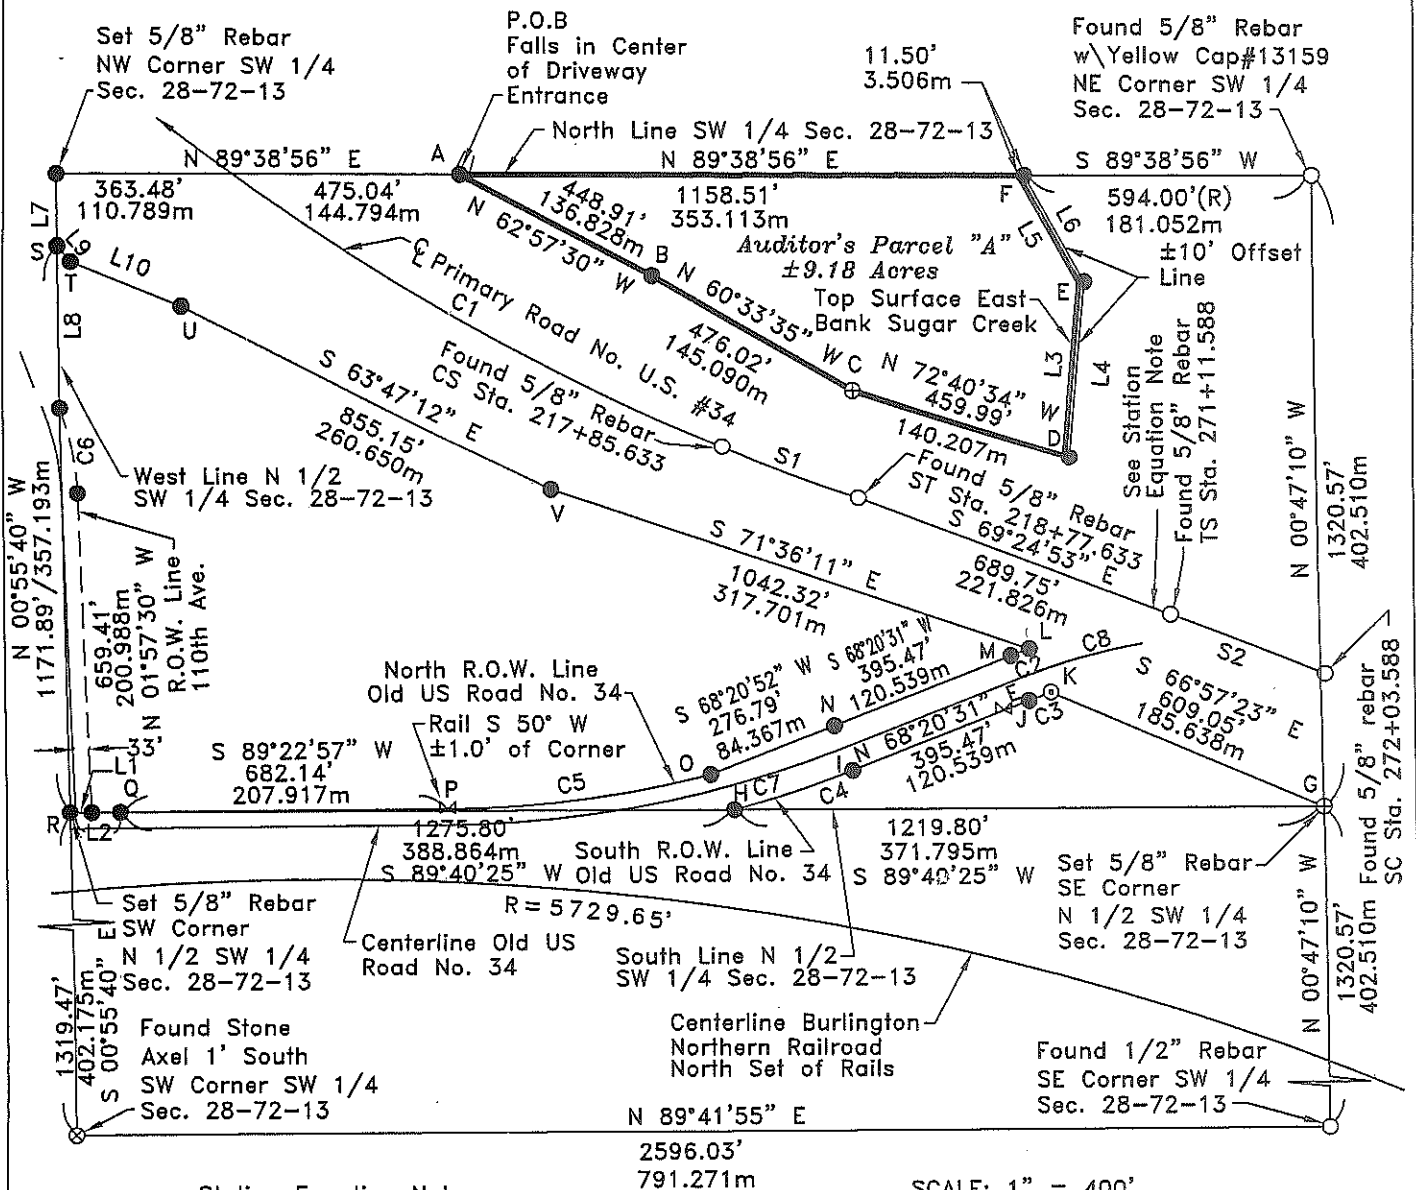 Set 5/8" Rebar
NW Corner SW 1/4
Sec. 28-72-13
P.O.B
Falls in Center
of Driveway
Entrance
11.50'
3.506m
Found 5/8" Rebar
w\Yellow Cap#13159
NE Corner SW 1/4
Sec. 28-72-13
North Line SW 1/4 Sec. 28-72-13
N 89°38'56" E
A
N 89°38'56" E
S 89°38'56" W
363.48'
110.789m
475.04'
144.794m
448.91'
136.828m
N 62°57'30" W
1158.51'
353.113m
F
594.00'(R)
181.052m
L7
S
L9
T
L10
U
L8
℄ Primary Road No. U.S. #34
C1
B
N 60°33'35" W
476.02'
145.090m
Auditor's Parcel "A"
±9.18 Acres
Top Surface East
Bank Sugar Creek
L5
L6
±10' Offset
Line
E
L3
L4
C
N 72°40'34" W
459.99'
140.207m
D
Found 5/8" Rebar
CS Sta. 217+85.633
S 63°47'12" E
855.15'
260.650m
V
S1
Found 5/8" Rebar
ST Sta. 218+77.633
S 69°24'53" E
689.75'
221.826m
See Station
Equation Note
Found 5/8" Rebar
TS Sta. 271+11.588
N 00°47'10" W
1320.57'
402.510m
C6
West Line N 1/2
SW 1/4 Sec. 28-72-13
N 00°55'40" W
1171.89'/357.193m
659.41'
200.988m
N 01°57'30" W
R.O.W. Line
110th Ave.
33'
S 71°36'11" E
1042.32'
317.701m
L
M
C2
C8
S2
K
S 66°57'23" E
609.05'
185.638m
North R.O.W. Line
Old US Road No. 34
Rail S 50° W
±1.0' of Corner
S 68°20'52" W
276.79'
84.367m
N
S 68°20'31" W
395.47'
120.539m
N 68°20'31" E
395.47'
120.539m
J
C3
S 89°22'57" W
682.14'
207.917m
L1
Q
R
L2
P
C5
O
H
C7
I
C4
G
1275.80'
388.864m
S 89°40'25" W
South R.O.W. Line
Old US Road No. 34
1219.80'
371.795m
S 89°40'25" W
Set 5/8" Rebar
SE Corner
N 1/2 SW 1/4
Sec. 28-72-13
Found 5/8" rebar
SC Sta. 272+03.588
R=5729.65'
Set 5/8" Rebar
SW Corner
N 1/2 SW 1/4
Sec. 28-72-13
Centerline Old US
Road No. 34
South Line N 1/2
SW 1/4 Sec. 28-72-13
N 00°47'10" W
1320.57'
402.510m
1319.47'
402.175m
S 00°55'40" E
Found Stone
Axel 1' South
SW Corner SW 1/4
Sec. 28-72-13
Centerline Burlington
Northern Railroad
North Set of Rails
Found 1/2" Rebar
SE Corner SW 1/4
Sec. 28-72-13
N 89°41'55" E
2596.03'
791.271m
SCALE: 1" = 400'